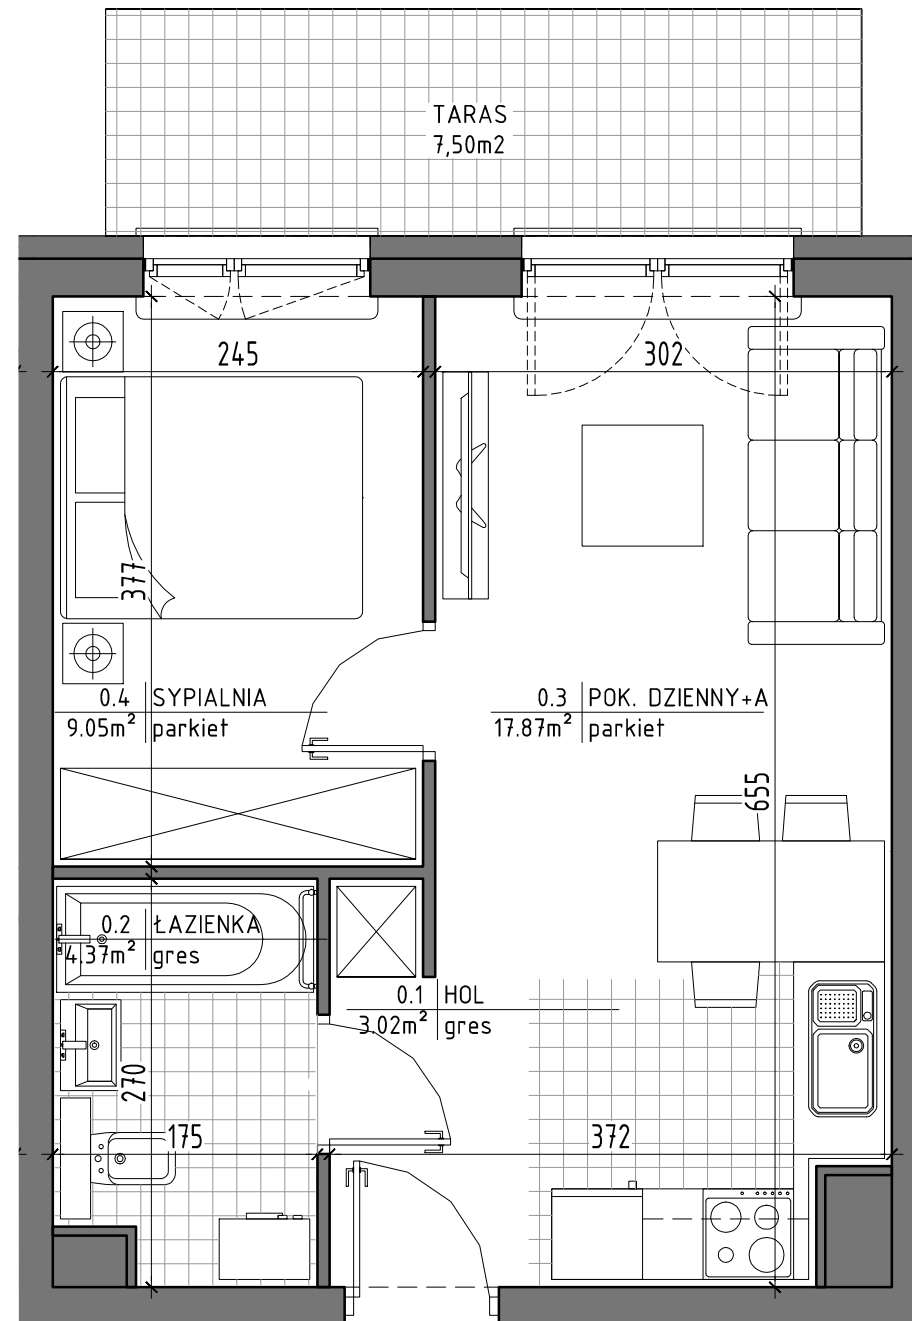 TARAS
7,50m2
245
302
377
0.4 SYPIALNIA
9.05m² parkiet
0.3 POK. DZIENNY+A
17.87m² parkiet
655
0.2 ŁAZIENKA
4.37m² gres
0.1 HOL
3.02m² gres
270
175
372